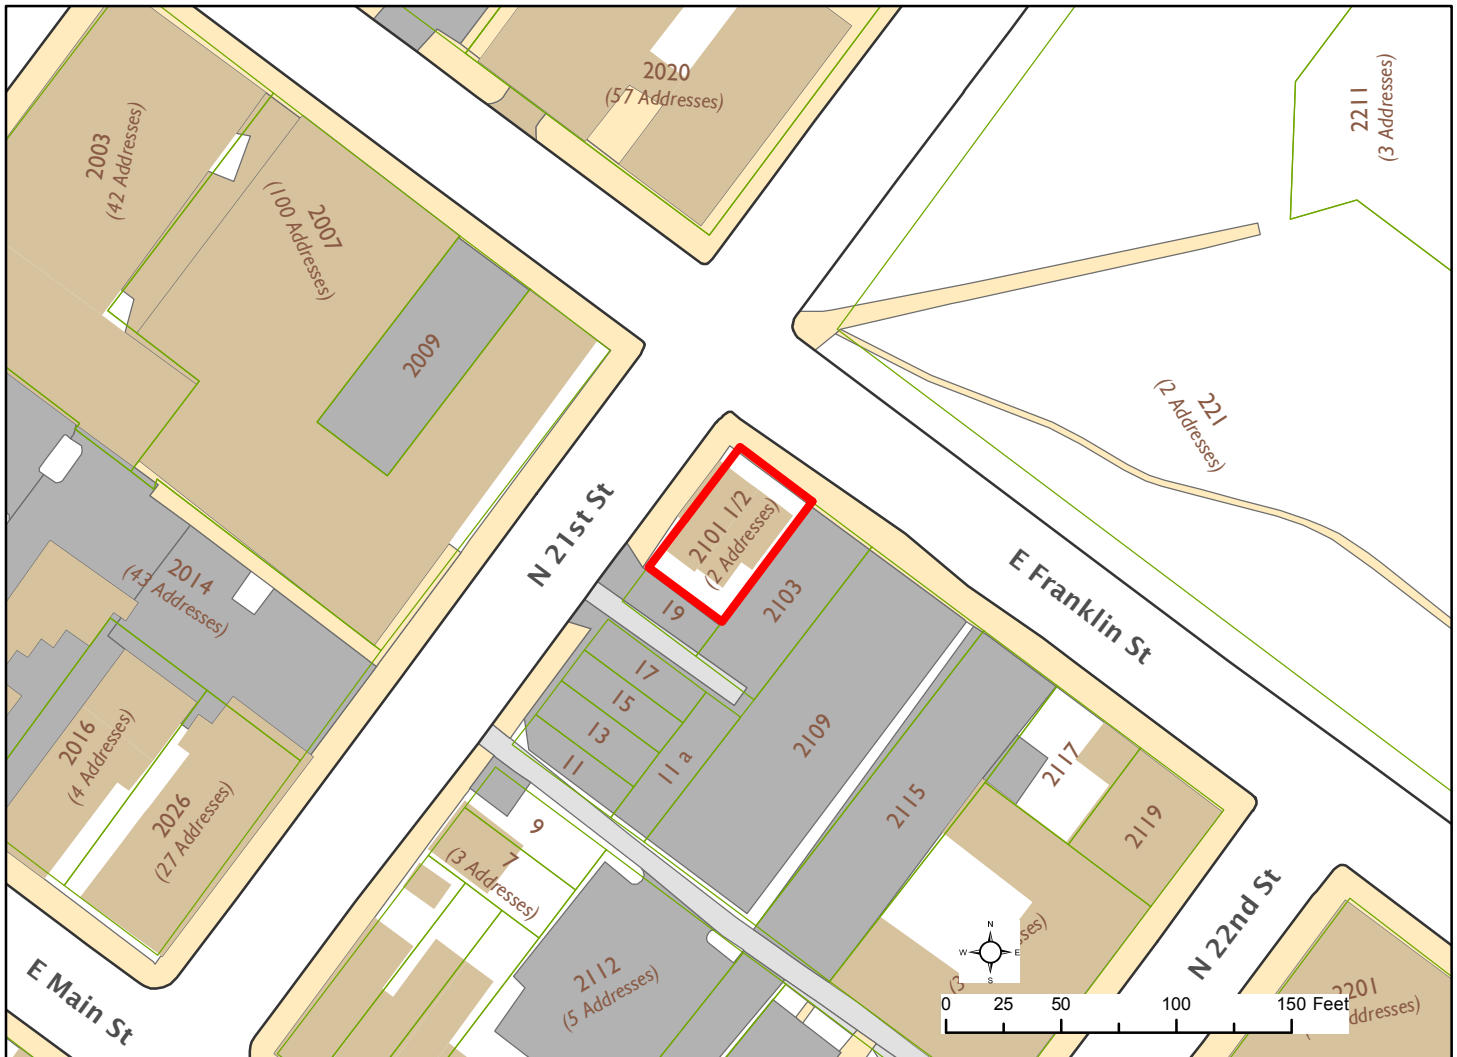 2020
(57 Addresses)
2211
(3 Addresses)
2003
(42 Addresses)
2007
(100 Addresses)
2009
221
(2 Addresses)
N 21st St
2101 1/2
(2 Addresses)
E Franklin St
2014
(43 Addresses)
19
2103
17
15
13
11
11 a
2109
2016
(4 Addresses)
2026
(27 Addresses)
2115
2117
2119
9
7
(3 Addresses)
2112
(5 Addresses)
N 22nd St
N
W
E
S
0 25 50 100 150 Feet
2201
E Main St